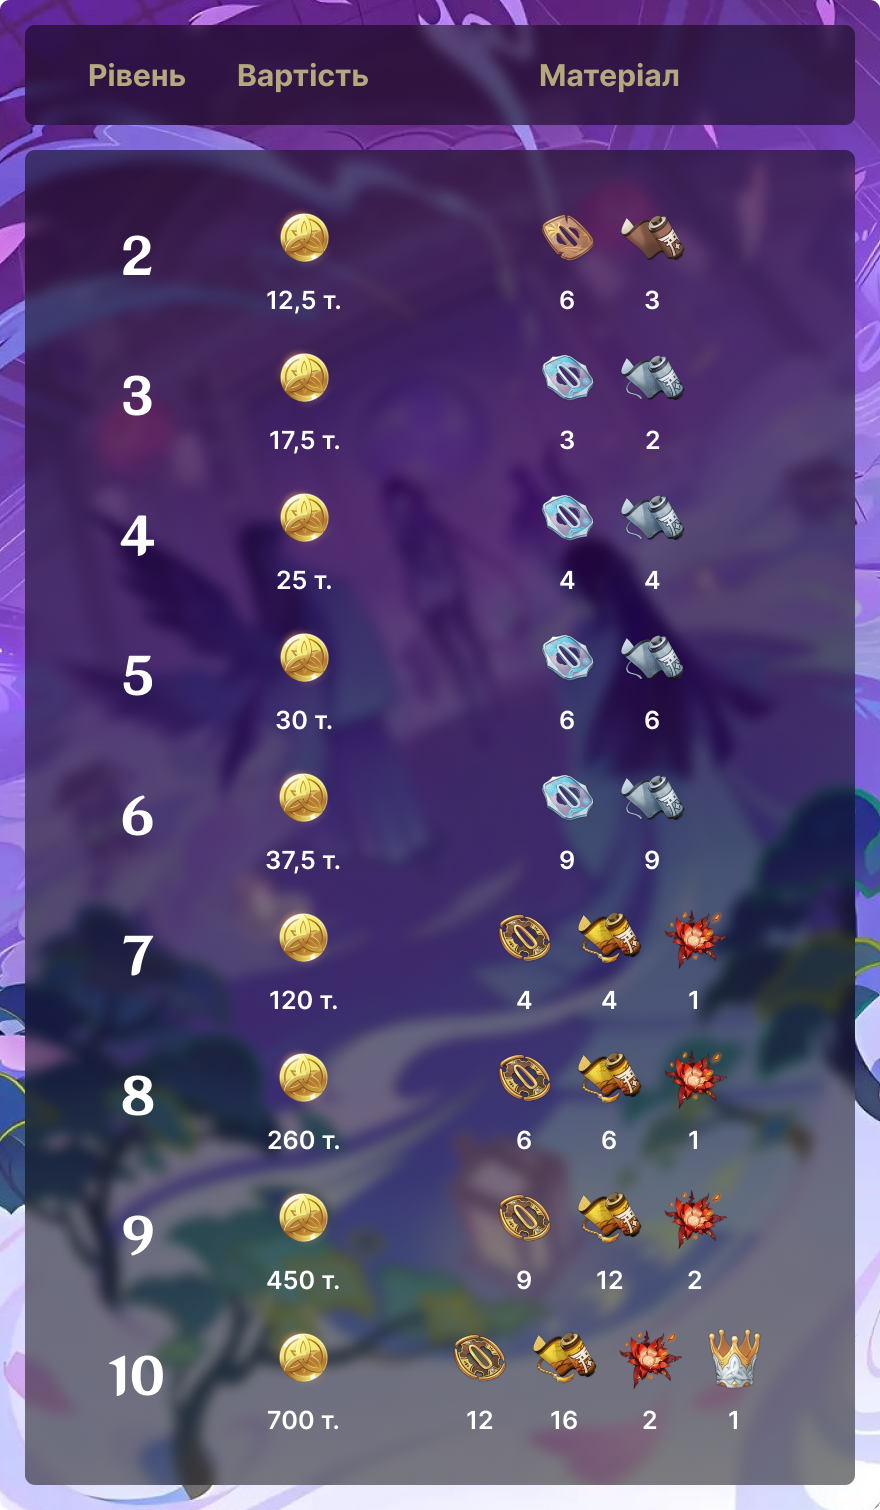 Рівень Вартість Матеріал
2
12,5 т. 6 3
3
17,5 т. 3 2
4
25 т. 4 4
5
30 т. 6 6
6
37,5 т. 9 9
7
120 т. 4 4 1
8
260 т. 6 6 1
9
450 т. 9 12 2
10
700 т. 12 16 2 1